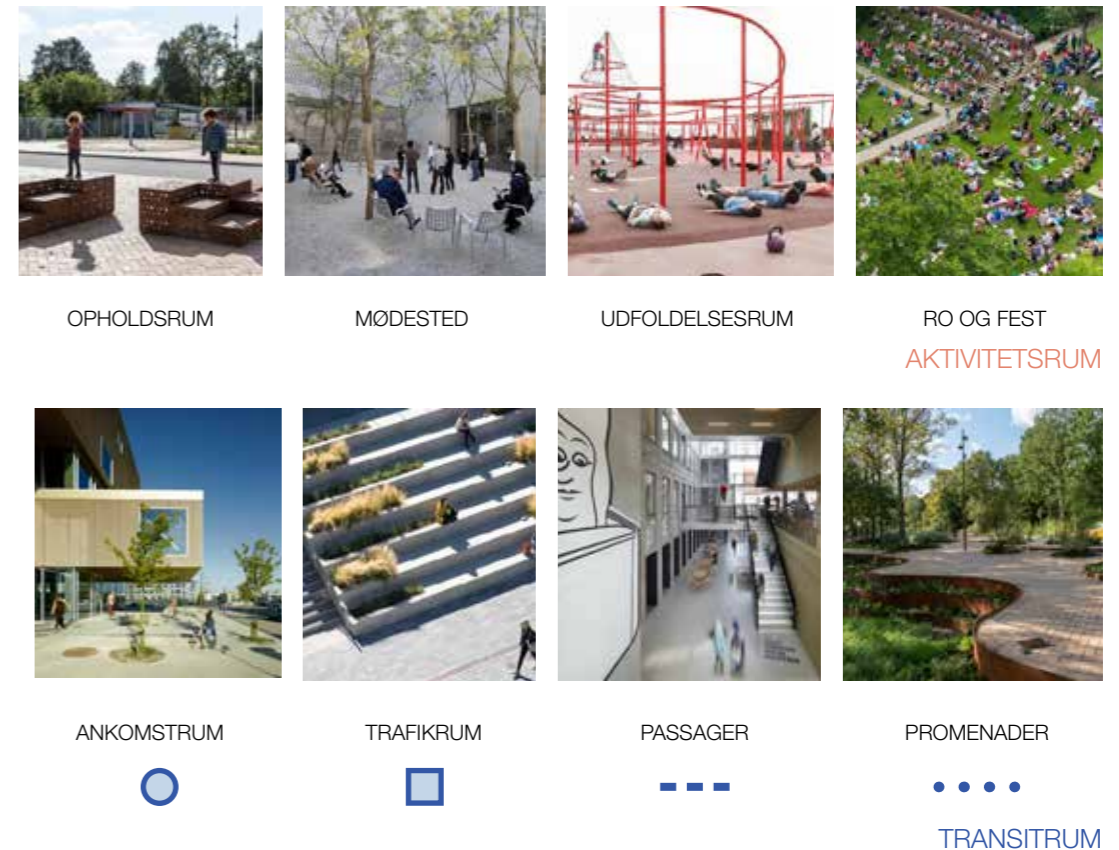 OPHOLDSRUM
MØDESTED
UDFOLDELSESRUM
RO OG FEST
AKTIVITETSRUM
ANKOMSTRUM
TRAFIKRUM
PASSAGER
PROMENADER
TRANSITRUM